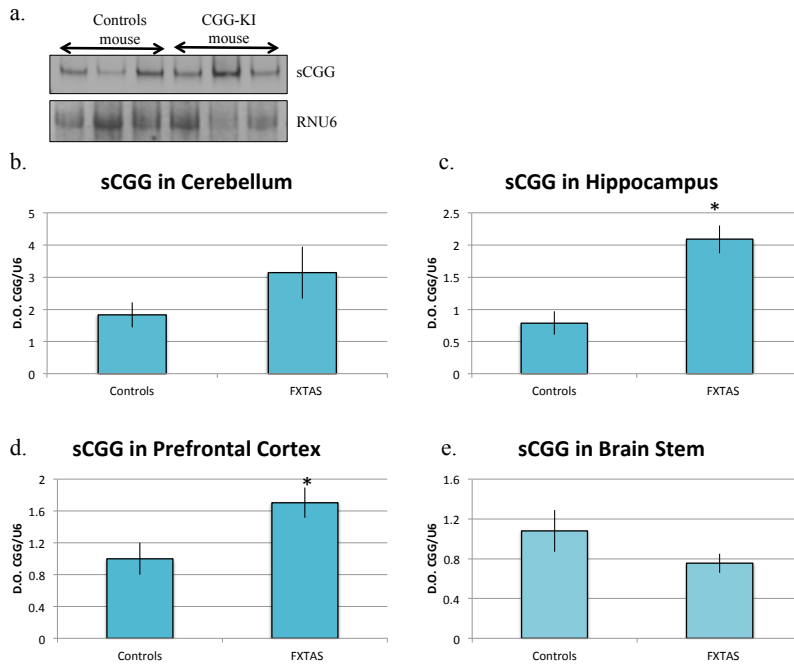 a.
Controls
mouse
CGG-KI
mouse
sCGG
RNU6
b.
sCGG in Cerebellum
D.O. CGG/U6
5
4
3
2
1
0
Controls
FXTAS
c.
sCGG in Hippocampus
D.O. CGG/U6
2.5
2
1.5
1
0.5
0
*
Controls
FXTAS
d.
sCGG in Prefrontal Cortex
D.O. CGG/U6
2
1.6
1.2
0.8
0.4
0
*
Controls
FXTAS
e.
sCGG in Brain Stem
D.O. CGG/U6
1.6
1.2
0.8
0.4
0
Controls
FXTAS